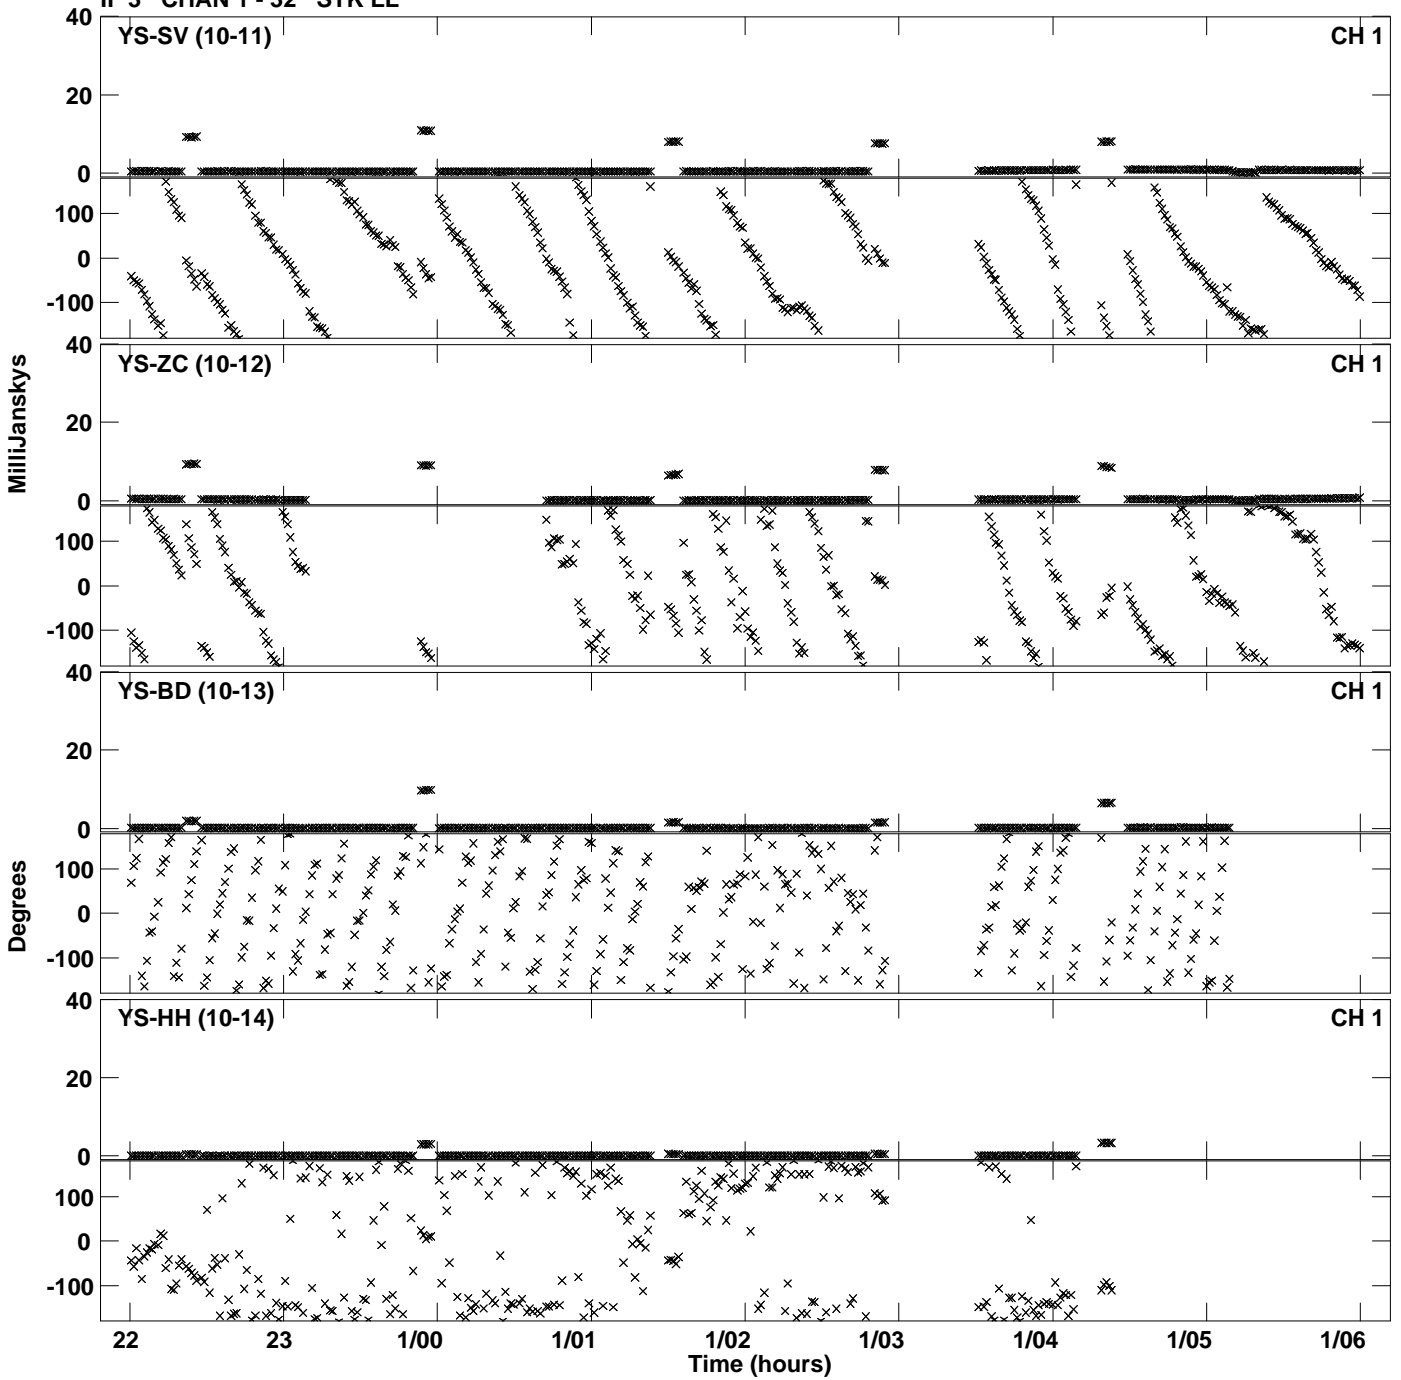 IF 3 CHAN 1 - 32 STK LL
40
YS-SV (10-11)
CH 1
20
0
100
0
-100
40
YS-ZC (10-12)
CH 1
20
0
100
0
-100
MilliJanskys
40
YS-BD (10-13)
CH 1
20
0
100
0
-100
Degrees
40
YS-HH (10-14)
CH 1
20
0
100
0
-100
22 23 1/00 1/01 1/02 1/03 1/04 1/05 1/06
Time (hours)